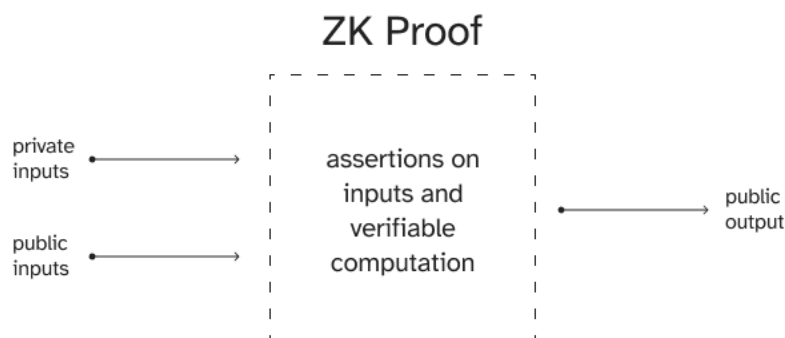 ZK Proof
private
inputs
public
inputs
assertions on
inputs and
verifiable
computation
public
output